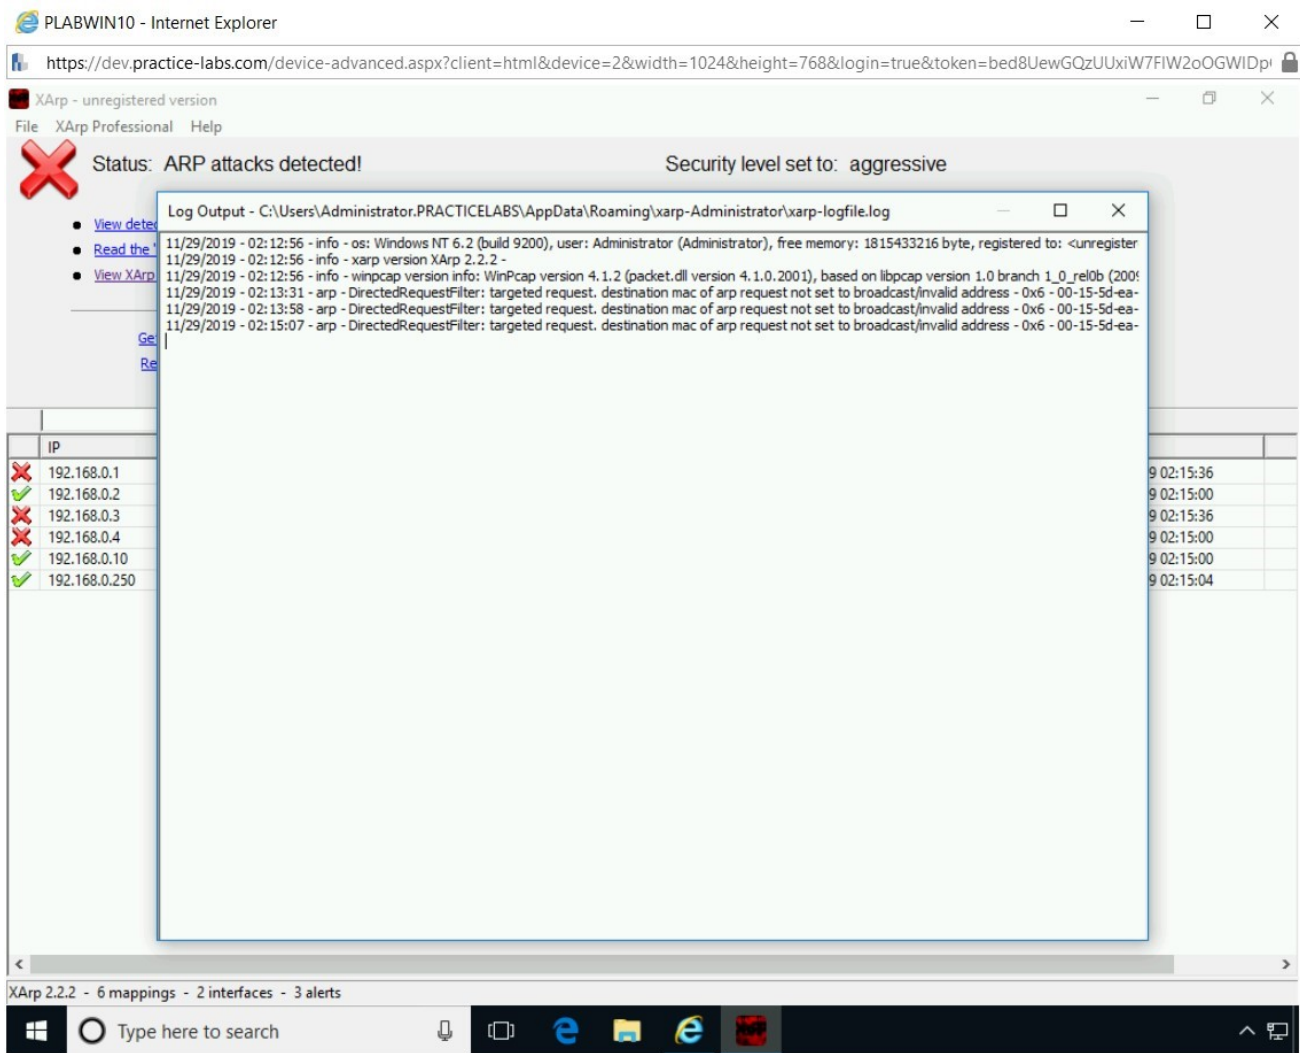 PLABWIN10 - Internet Explorer
https://dev.practice-labs.com/device-advanced.aspx?client=html&device=2&width=1024&height=768&login=true&token=bed8UewGQzUUxiW7FIW2oOGWIDp
XArp - unregistered version
File XArp Professional Help
Status: ARP attacks detected! Security level set to: aggressive
Log Output - C:\Users\Administrator.PRACTICELABS\AppData\Roaming\xarp-Administrator\xarp-logfile.log
View detec
Read the '
View XArp
Get
Re
11/29/2019 - 02:12:56 - info - os: Windows NT 6.2 (build 9200), user: Administrator (Administrator), free memory: 1815433216 byte, registered to: <unregister
11/29/2019 - 02:12:56 - info - xarp version XArp 2.2.2 -
11/29/2019 - 02:12:56 - info - winpcap version info: WinPcap version 4.1.2 (packet.dll version 4.1.0.2001), based on libpcap version 1.0 branch 1_0_rel0b (2009
11/29/2019 - 02:13:31 - arp - DirectedRequestFilter: targeted request. destination mac of arp request not set to broadcast/invalid address - 0x6 - 00-15-5d-ea-
11/29/2019 - 02:13:58 - arp - DirectedRequestFilter: targeted request. destination mac of arp request not set to broadcast/invalid address - 0x6 - 00-15-5d-ea-
11/29/2019 - 02:15:07 - arp - DirectedRequestFilter: targeted request. destination mac of arp request not set to broadcast/invalid address - 0x6 - 00-15-5d-ea-
IP
192.168.0.1 9 02:15:36
192.168.0.2 9 02:15:00
192.168.0.3 9 02:15:36
192.168.0.4 9 02:15:00
192.168.0.10 9 02:15:00
192.168.0.250 9 02:15:04
XArp 2.2.2 - 6 mappings - 2 interfaces - 3 alerts
Type here to search